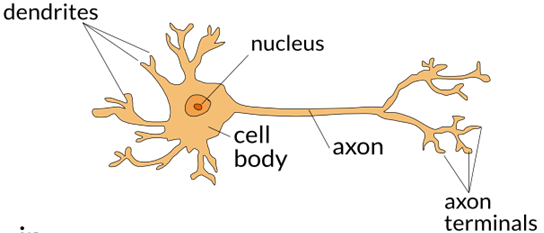 dendrites
nucleus
cell
body
axon
axon
terminals